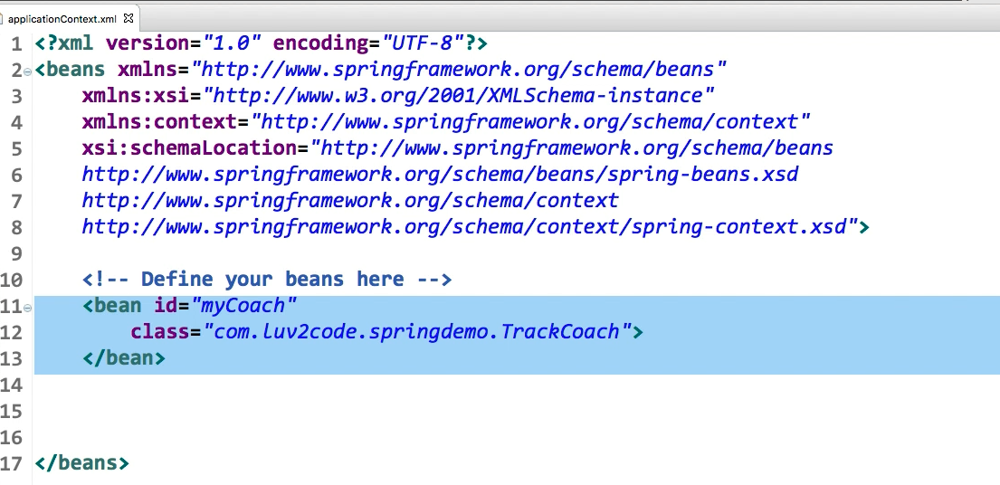 applicationContext.xml
1 <?xml version="1.0" encoding="UTF-8"?>
2 <beans xmlns="http://www.springframework.org/schema/beans"
3 xmlns:xsi="http://www.w3.org/2001/XMLSchema-instance"
4 xmlns:context="http://www.springframework.org/schema/context"
5 xsi:schemaLocation="http://www.springframework.org/schema/beans
6 http://www.springframework.org/schema/beans/spring-beans.xsd
7 http://www.springframework.org/schema/context
8 http://www.springframework.org/schema/context/spring-context.xsd">
9
10 <!-- Define your beans here -->
11 <bean id="myCoach"
12 class="com.luv2code.springdemo.TrackCoach">
13 </bean>
14
15
16
17 </beans>